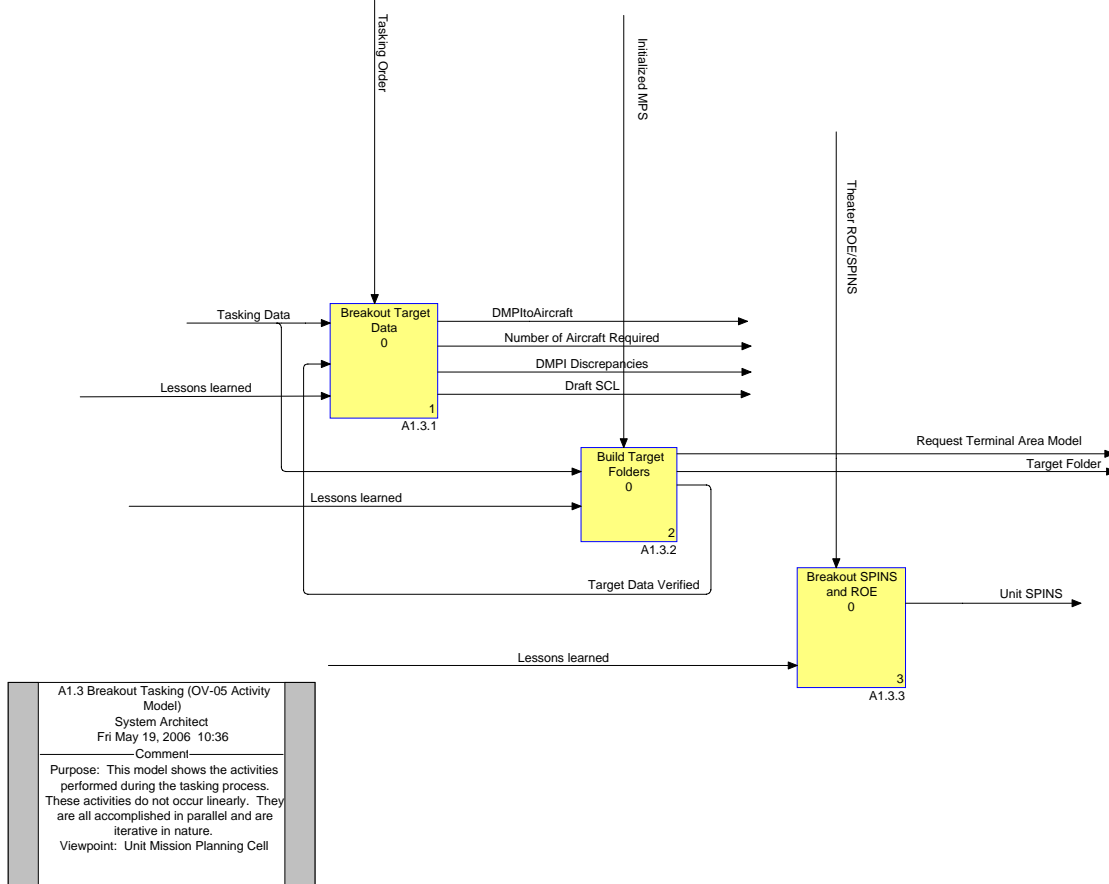 Tasking Order
Initialized MPS
Theater ROE/SPINS
Tasking Data
Lessons learned
Breakout Target
Data
0
1
A1.3.1
DMPItoAircraft
Number of Aircraft Required
DMPI Discrepancies
Draft SCL
Lessons learned
Build Target
Folders
0
2
A1.3.2
Request Terminal Area Model
Target Folder
Target Data Verified
Breakout SPINS
and ROE
0
3
A1.3.3
Unit SPINS
Lessons learned
A1.3 Breakout Tasking (OV-05 Activity
Model)
System Architect
Fri May 19, 2006 10:36
Comment
Purpose: This model shows the activities
performed during the tasking process.
These activities do not occur linearly. They
are all accomplished in parallel and are
iterative in nature.
Viewpoint: Unit Mission Planning Cell